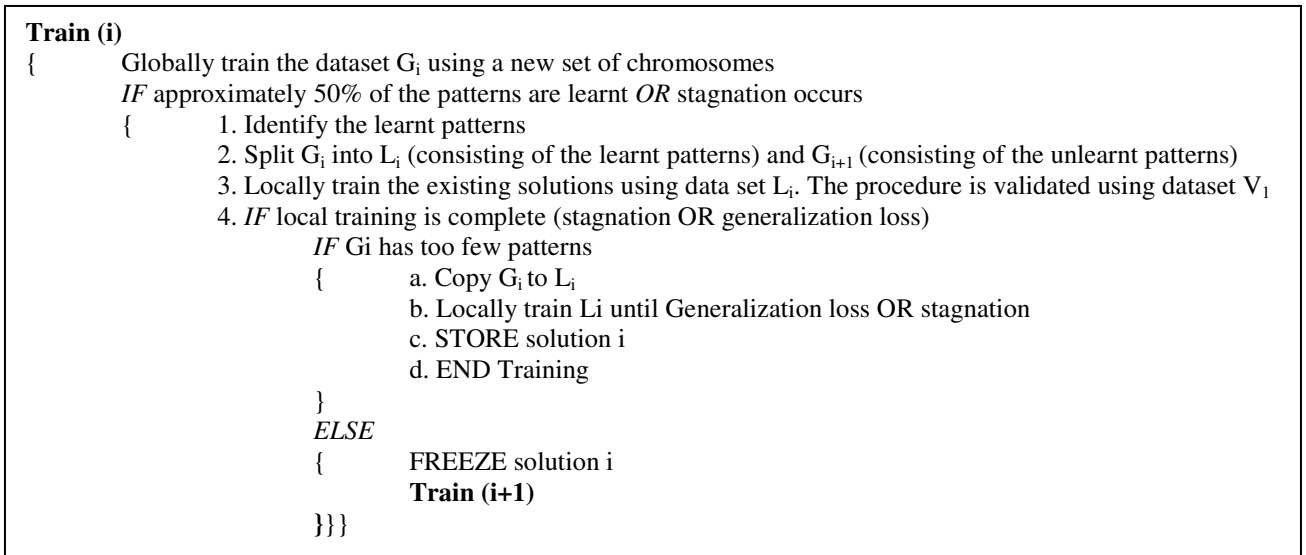 Train (i)
{ Globally train the dataset Gᵢ using a new set of chromosomes
IF approximately 50% of the patterns are learnt OR stagnation occurs
{ 1. Identify the learnt patterns
2. Split Gᵢ into Lᵢ (consisting of the learnt patterns) and Gᵢ₊₁ (consisting of the unlearnt patterns)
3. Locally train the existing solutions using data set Lᵢ. The procedure is validated using dataset V₁
4. IF local training is complete (stagnation OR generalization loss)
IF Gi has too few patterns
{ a. Copy Gᵢ to Lᵢ
b. Locally train Li until Generalization loss OR stagnation
c. STORE solution i
d. END Training
}
ELSE
{ FREEZE solution i
Train (i+1)
}}}